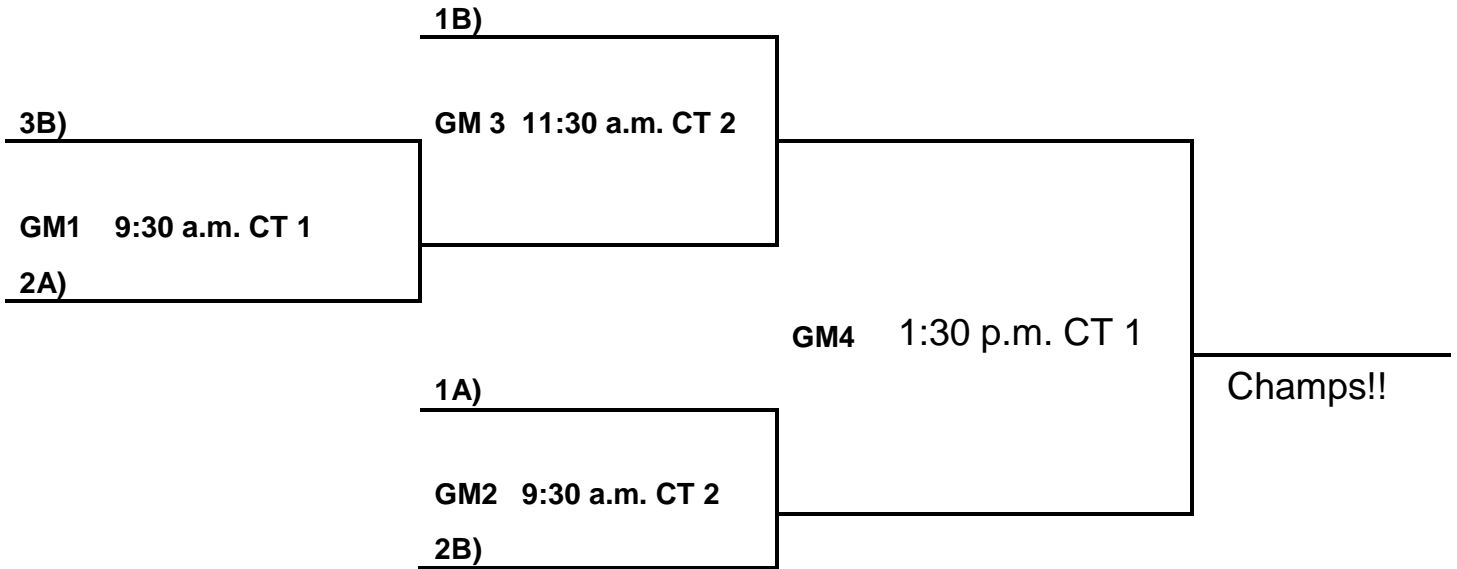 1B)
3B)
GM 3 11:30 a.m. CT 2
GM1 9:30 a.m. CT 1
2A)
GM4 1:30 p.m. CT 1
1A)
Champs!!
GM2 9:30 a.m. CT 2
2B)